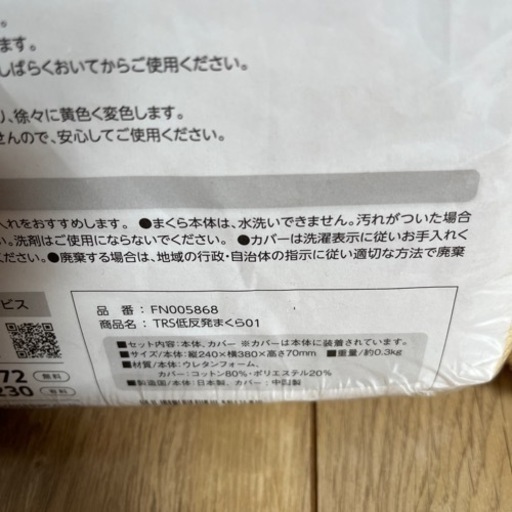 。
ます。
しばらくおいてからご使用ください。
り、徐々に黄色く変色します。
せんので、安心してご使用ください。
入れをおすすめします。 ●まくら本体は、水洗いできません。汚れがついた場合
い。洗剤はご使用にならないでください。 ●カバーは洗濯表示に従いお手入れく
ください。●廃棄する場合は、地域の行政・自治体の指示に従い適切な方法で廃棄
ビス
72 無料
230 有料
品 番： FN005868
商品名： TRS低反発まくら01
■セット内容：本体、カバー ※カバーは本体に装着されています。
■サイズ/本体：縦240×横380×高さ70mm ■重量/約0.3kg
■材質/本体：ウレタンフォーム、
カバー：コットン80%・ポリエステル20%
■製造国/本体：日本製、カバー：中国製